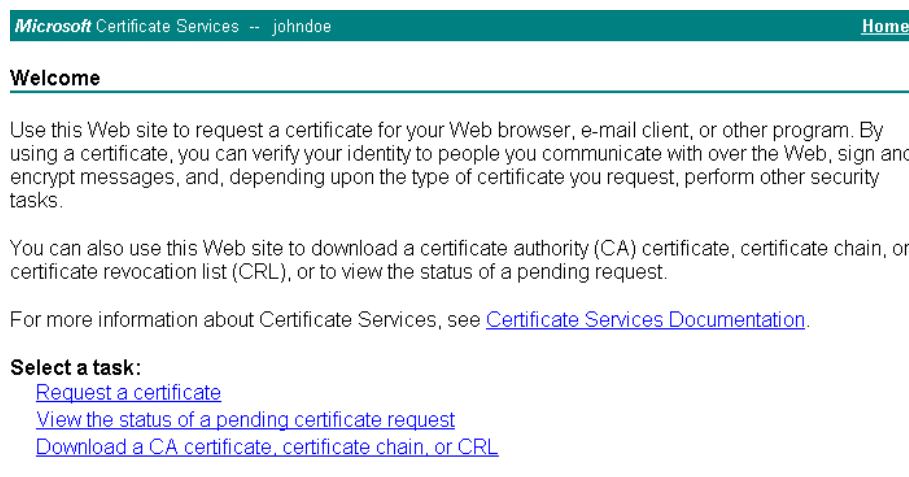 Microsoft Certificate Services -- johndoe Home
Welcome
Use this Web site to request a certificate for your Web browser, e-mail client, or other program. By
using a certificate, you can verify your identity to people you communicate with over the Web, sign and
encrypt messages, and, depending upon the type of certificate you request, perform other security
tasks.
You can also use this Web site to download a certificate authority (CA) certificate, certificate chain, or
certificate revocation list (CRL), or to view the status of a pending request.
For more information about Certificate Services, see Certificate Services Documentation.
Select a task:
Request a certificate
View the status of a pending certificate request
Download a CA certificate, certificate chain, or CRL